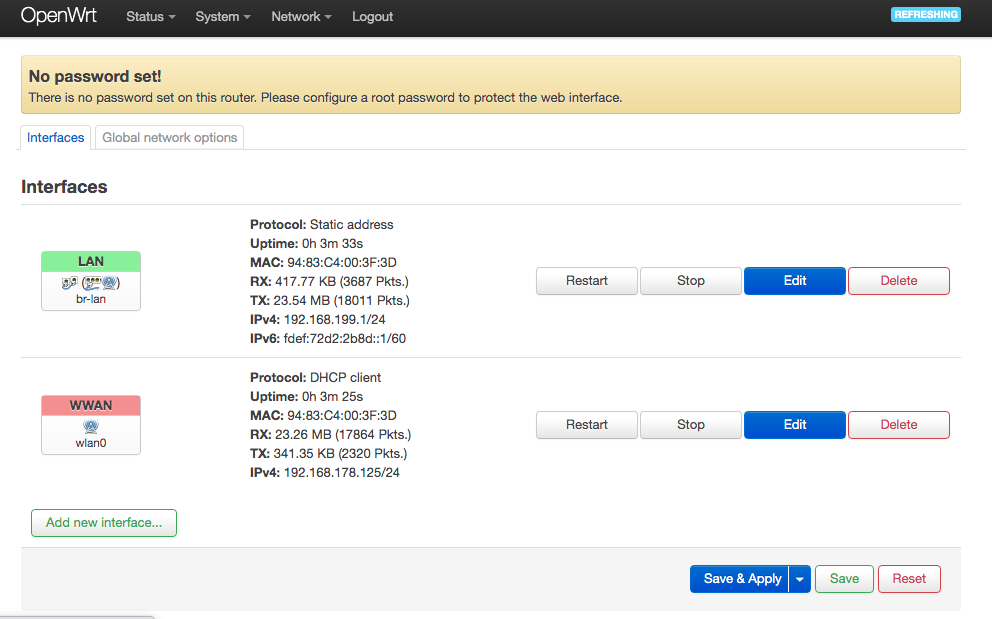 OpenWrt Status System Network Logout REFRESHING
No password set!
There is no password set on this router. Please configure a root password to protect the web interface.
Interfaces Global network options
Interfaces
Protocol: Static address
Uptime: 0h 3m 33s
LAN
MAC: 94:83:C4:00:3F:3D
RX: 417.77 KB (3687 Pkts.)
br-lan
TX: 23.54 MB (18011 Pkts.)
IPv4: 192.168.199.1/24
IPv6: fdef:72d2:2b8d::1/60
Restart Stop Edit Delete
Protocol: DHCP client
Uptime: 0h 3m 25s
WWAN
MAC: 94:83:C4:00:3F:3D
RX: 23.26 MB (17864 Pkts.)
wlan0
TX: 341.35 KB (2320 Pkts.)
IPv4: 192.168.178.125/24
Restart Stop Edit Delete
Add new interface...
Save & Apply Save Reset